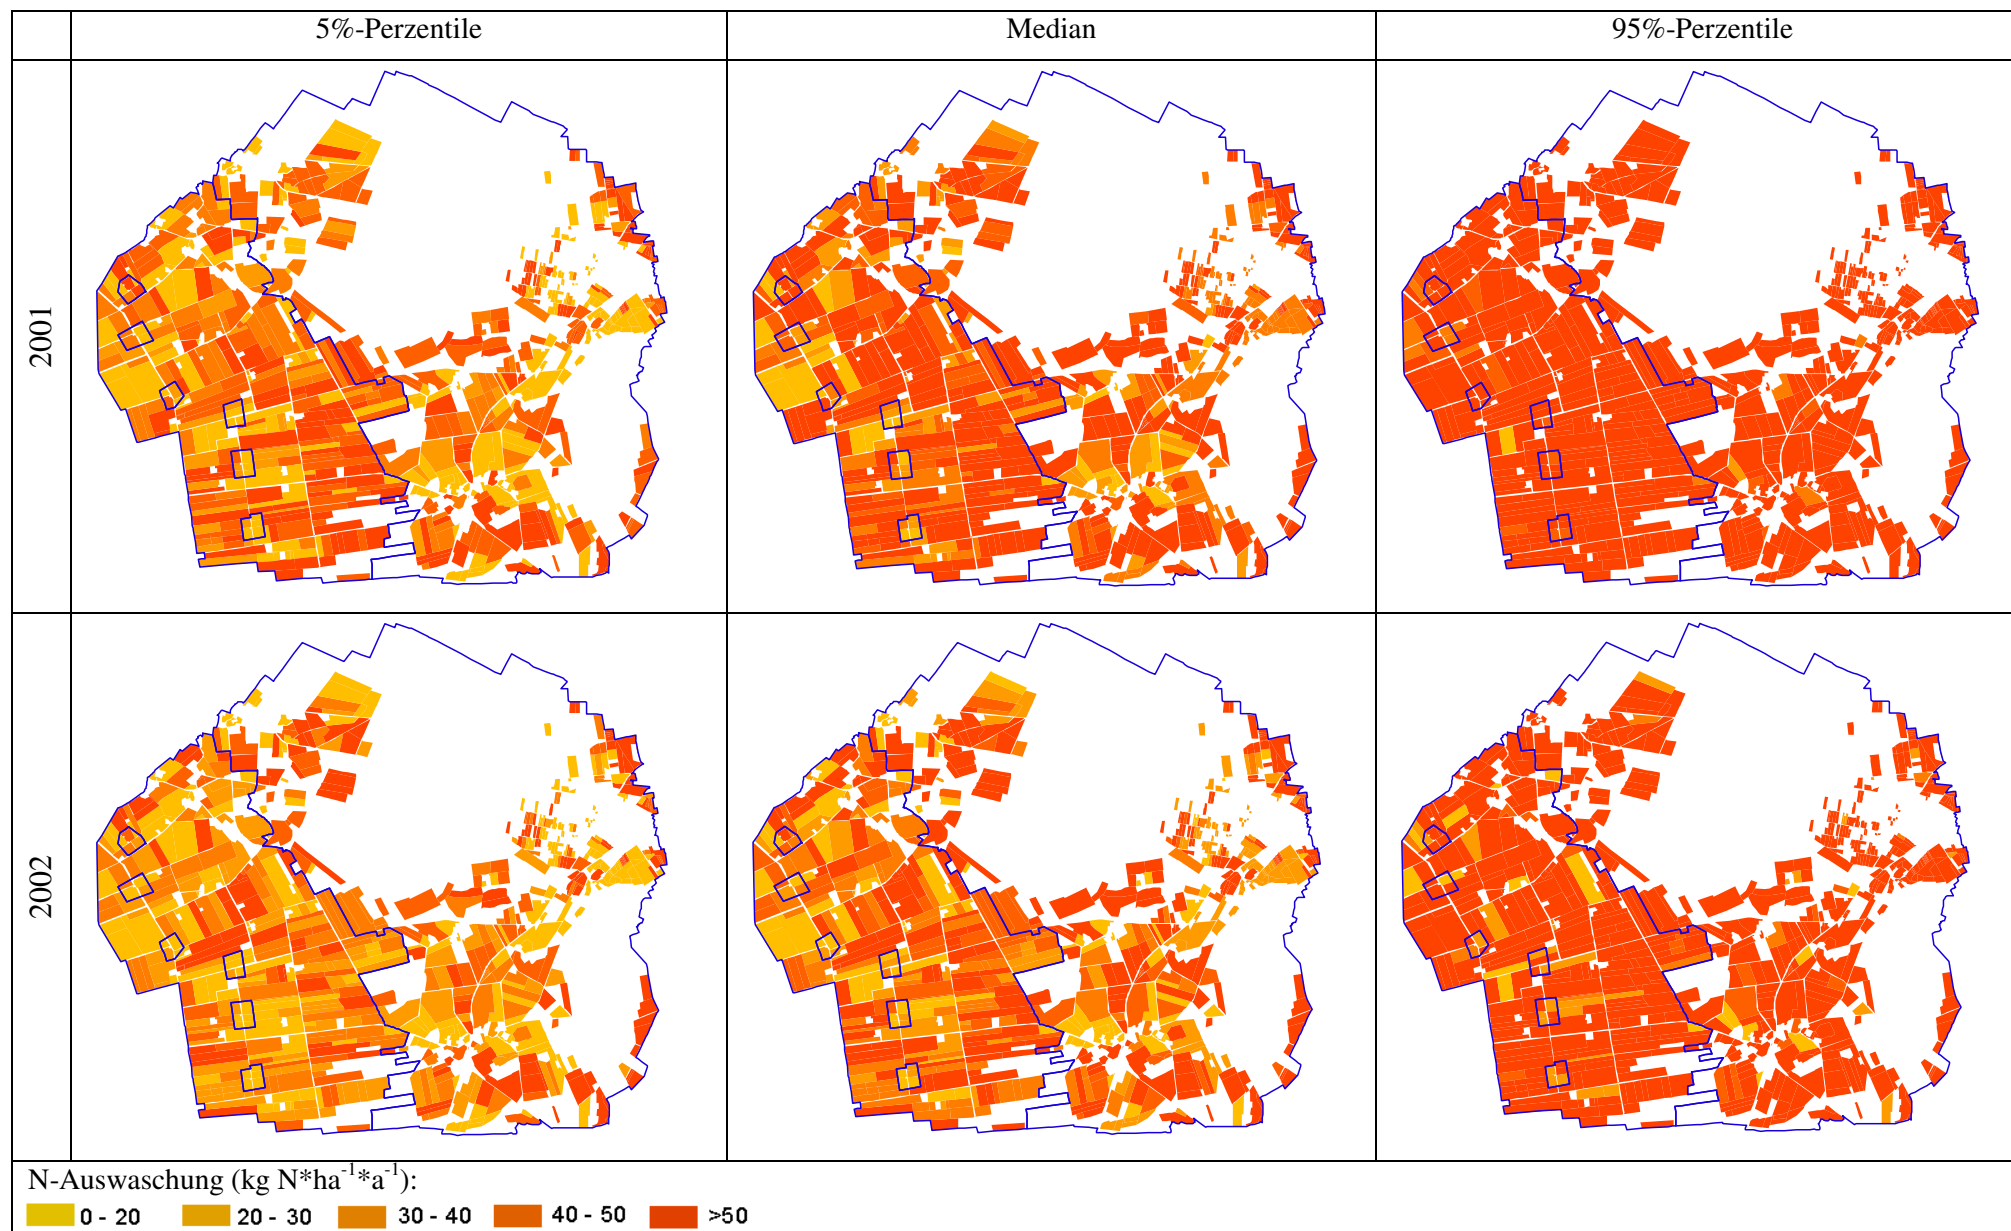 5%-Perzentile Median 95%-Perzentile
2001
2002
N-Auswaschung (kg N*ha⁻¹*a⁻¹):
0 - 20 20 - 30 30 - 40 40 - 50 >50